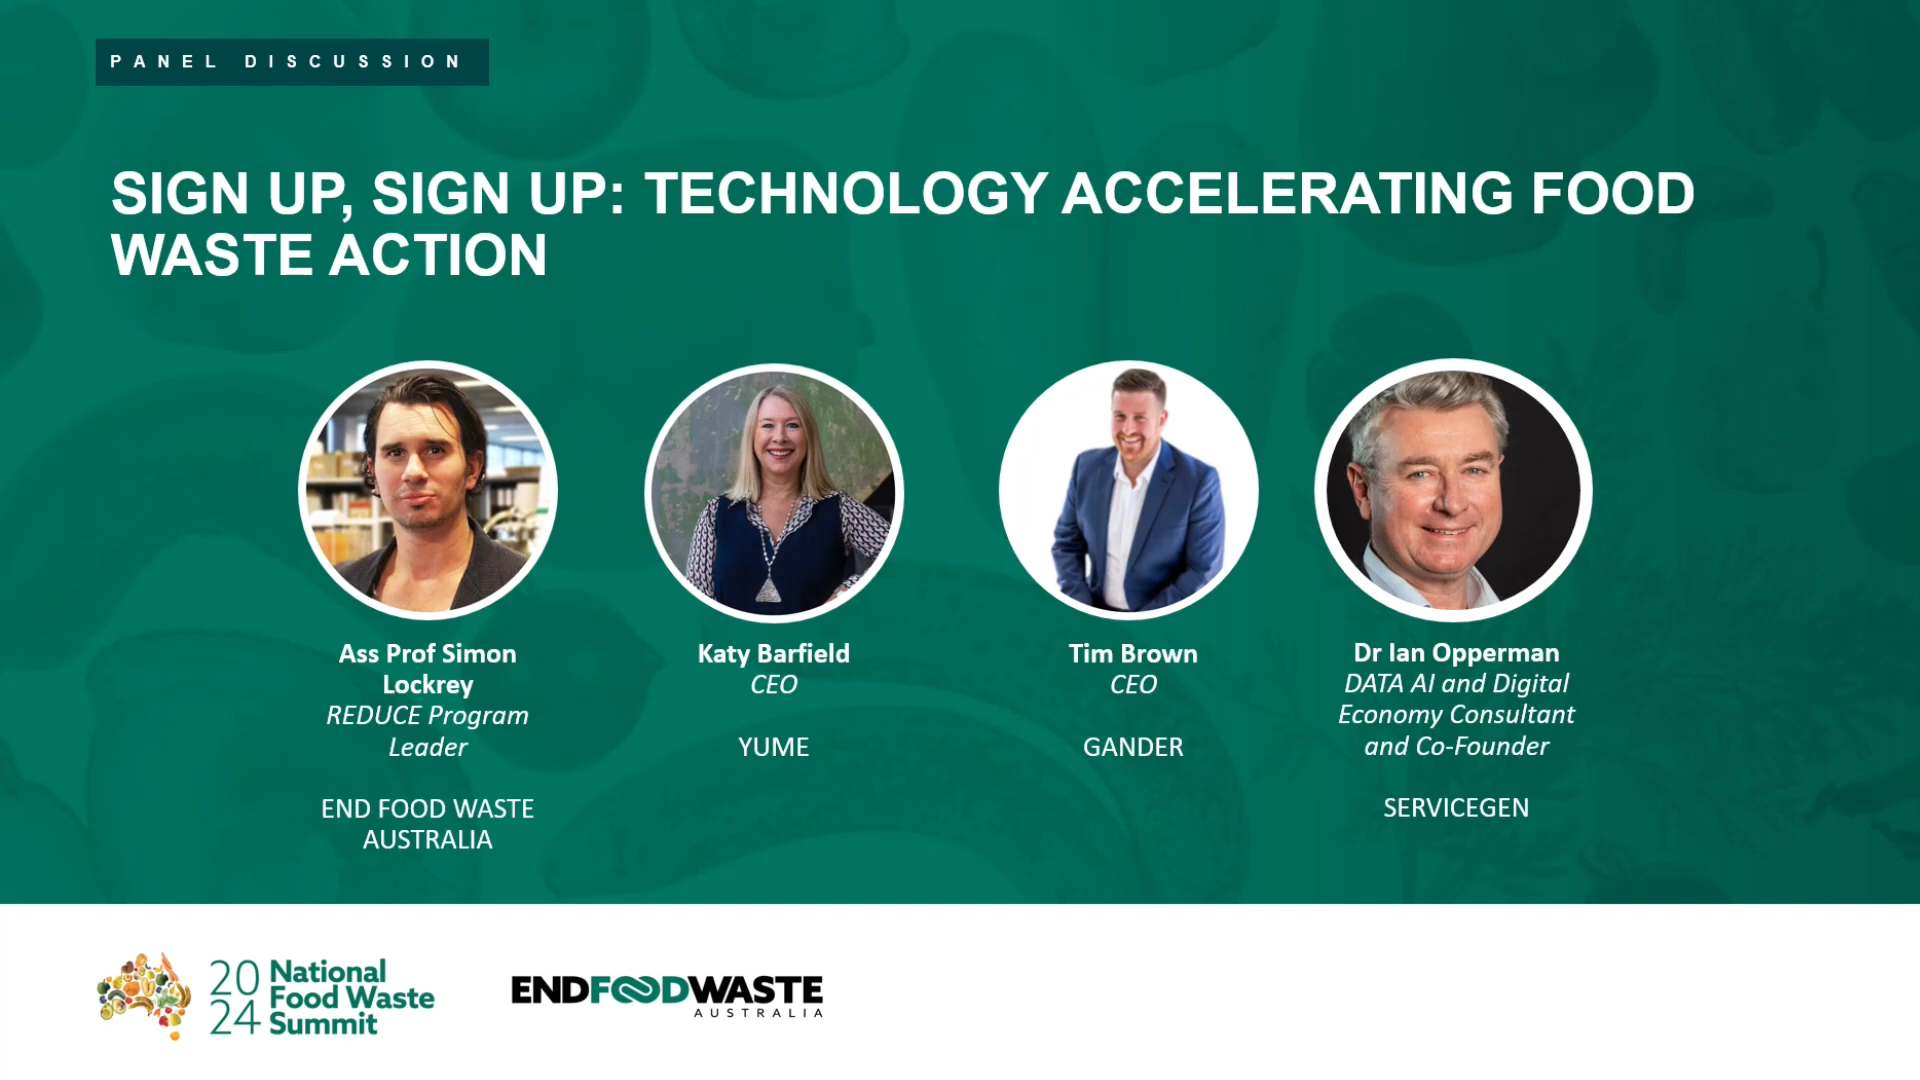 PANEL DISCUSSION
SIGN UP, SIGN UP: TECHNOLOGY ACCELERATING FOOD
WASTE ACTION
Ass Prof Simon
Lockrey
REDUCE Program
Leader
END FOOD WASTE
AUSTRALIA
Katy Barfield
CEO
YUME
Tim Brown
CEO
GANDER
Dr Ian Opperman
DATA AI and Digital
Economy Consultant
and Co-Founder
SERVICEGEN
20
24
National
Food Waste
Summit
ENDFOODWASTE
AUSTRALIA